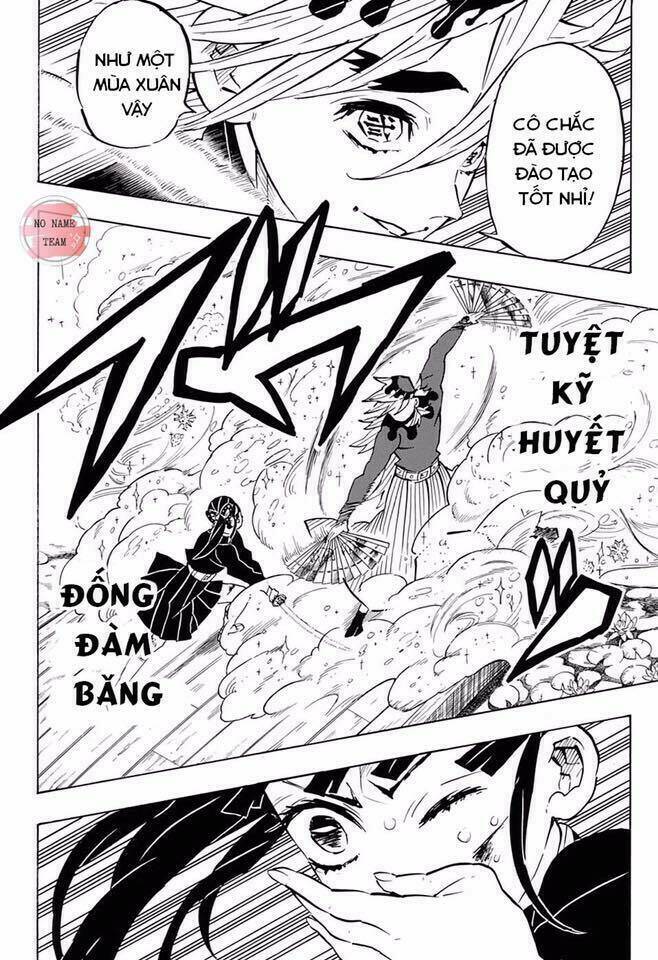 CÔ CHẮC
ĐÃ ĐƯỢC
ĐÀO TẠO
TỐT NHỈ!
NHƯ MỘT
MÙA XUÂN
VẬY
NO NAME
TEAM
TUYỆT
KỸ
HUYẾT
QUỶ
ĐỐNG
ĐÀM
BĂNG